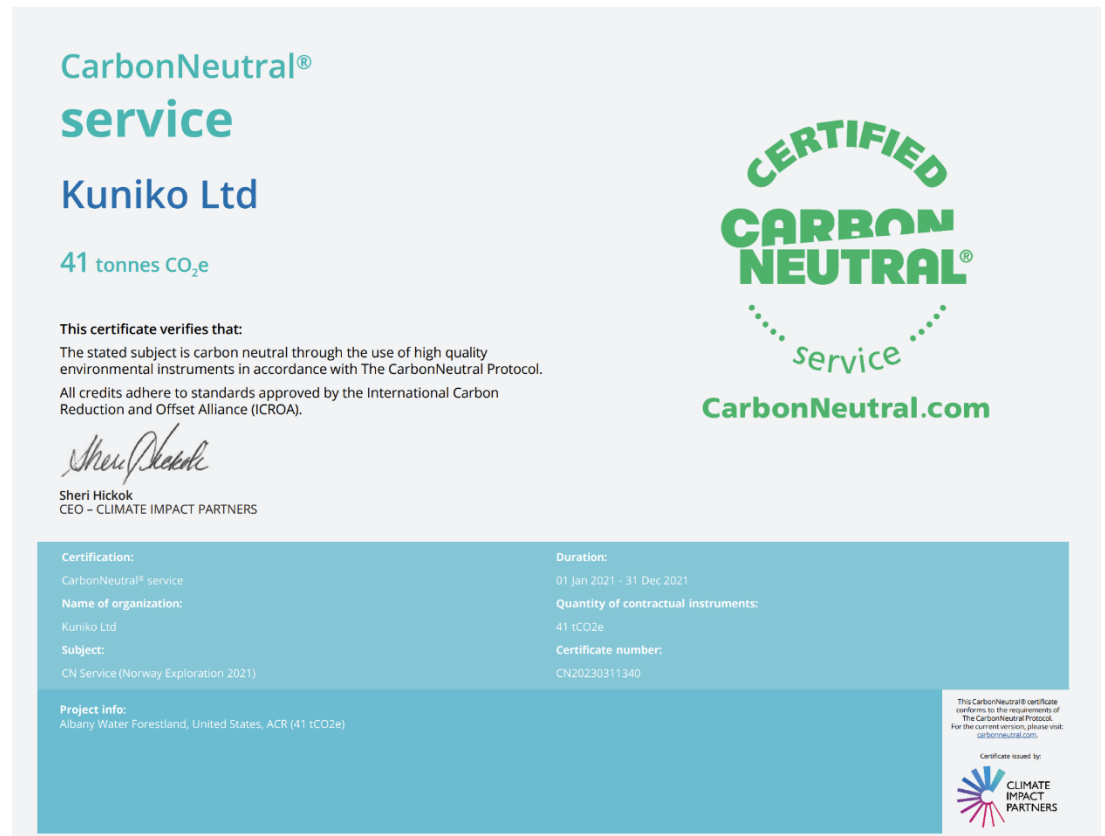 CarbonNeutral®
service
Kuniko Ltd
41 tonnes CO₂e
This certificate verifies that:
The stated subject is carbon neutral through the use of high quality
environmental instruments in accordance with The CarbonNeutral Protocol.
All credits adhere to standards approved by the International Carbon
Reduction and Offset Alliance (ICROA).
Sheri Hickok
Sheri Hickok
CEO – CLIMATE IMPACT PARTNERS
CERTIFIED
CARBON
NEUTRAL®
service
CarbonNeutral.com
Certification:
CarbonNeutral® service
Name of organization:
Kuniko Ltd
Subject:
CN Service (Norway Exploration 2021)
Duration:
01 Jan 2021 - 31 Dec 2021
Quantity of contractual instruments:
41 tCO2e
Certificate number:
CN20230311340
Project info:
Albany Water Forestland, United States, ACR (41 tCO2e)
This CarbonNeutral® certificate
conforms to the requirements of
The CarbonNeutral Protocol.
For the current version, please visit:
carbonneutral.com.
Certificate issued by:
CLIMATE
IMPACT
PARTNERS